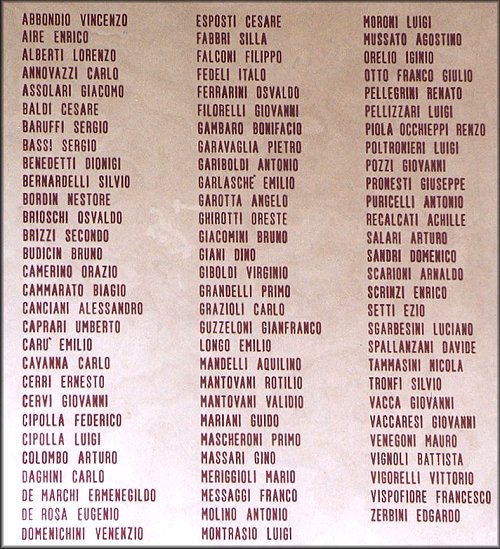 ABBONDIO VINCENZO
AIRE ENRICO
ALBERTI LORENZO
ANNOVAZZI CARLO
ASSOLARI GIACOMO
BALDI CESARE
BARUFFI SERGIO
BASSI SERGIO
BENEDETTI DIONIGI
BERNARDELLI SILVIO
BORDIN NESTORE
BRIOSCHI OSVALDO
BRIZZI SECONDO
BUDICIN BRUNO
CAMERINO ORAZIO
CAMMARATO BIAGIO
CANCIANI ALESSANDRO
CAPRARI UMBERTO
CARU' EMILIO
CAVANNA CARLO
CERRI ERNESTO
CERVI GIOVANNI
CIPOLLA FEDERICO
CIPOLLA LUIGI
COLOMBO ARTURO
DAGHINI CARLO
DE MARCHI ERMENEGILDO
DE ROSA EUGENIO
DOMENICHINI VENENZIO
ESPOSTI CESARE
FABBRI SILLA
FALCONI FILIPPO
FEDELI ITALO
FERRARINI OSVALDO
FILORELLI GIOVANNI
GAMBARO BONIFACIO
GARAVAGLIA PIETRO
GARIBOLDI ANTONIO
GARLASCHE' EMILIO
GAROTTA ANGELO
GHIROTTI ORESTE
GIACOMINI BRUNO
GIANI DINO
GIBOLDI VIRGINIO
GRANDELLI PRIMO
GRAZIOLI CARLO
GUZZELONI GIANFRANCO
LONGO EMILIO
MANDELLI AQUILINO
MANTOVANI ROTILIO
MANTOVANI VALIDIO
MARIANI GUIDO
MASCHERONI PRIMO
MASSARI GINO
MERIGGIOLI MARIO
MESSAGGI FRANCO
MOLINO ANTONIO
MONTRASIO LUIGI
MORONI LUIGI
MUSSATO AGOSTINO
ORELIO IGINIO
OTTO FRANCO GIULIO
PELLEGRINI RENATO
PELLIZZARI LUIGI
PIOLA OCCHIEPPI RENZO
POLTRONIERI LUIGI
POZZI GIOVANNI
PRONESTI GIUSEPPE
PURICELLI ANTONIO
RECALCATI ACHILLE
SALARI ARTURO
SANDRI DOMENICO
SCARIONI ARNALDO
SCRINZI ENRICO
SETTI EZIO
SGARBESINI LUCIANO
SPALLANZANI DAVIDE
TAMMASINI NICOLA
TRONFI SILVIO
VACCA GIOVANNI
VACCARESI GIOVANNI
VENEGONI MAURO
VIGNOLI BATTISTA
VIGORELLI VITTORIO
VISPOFIORE FRANCESCO
ZERBINI EDGARDO